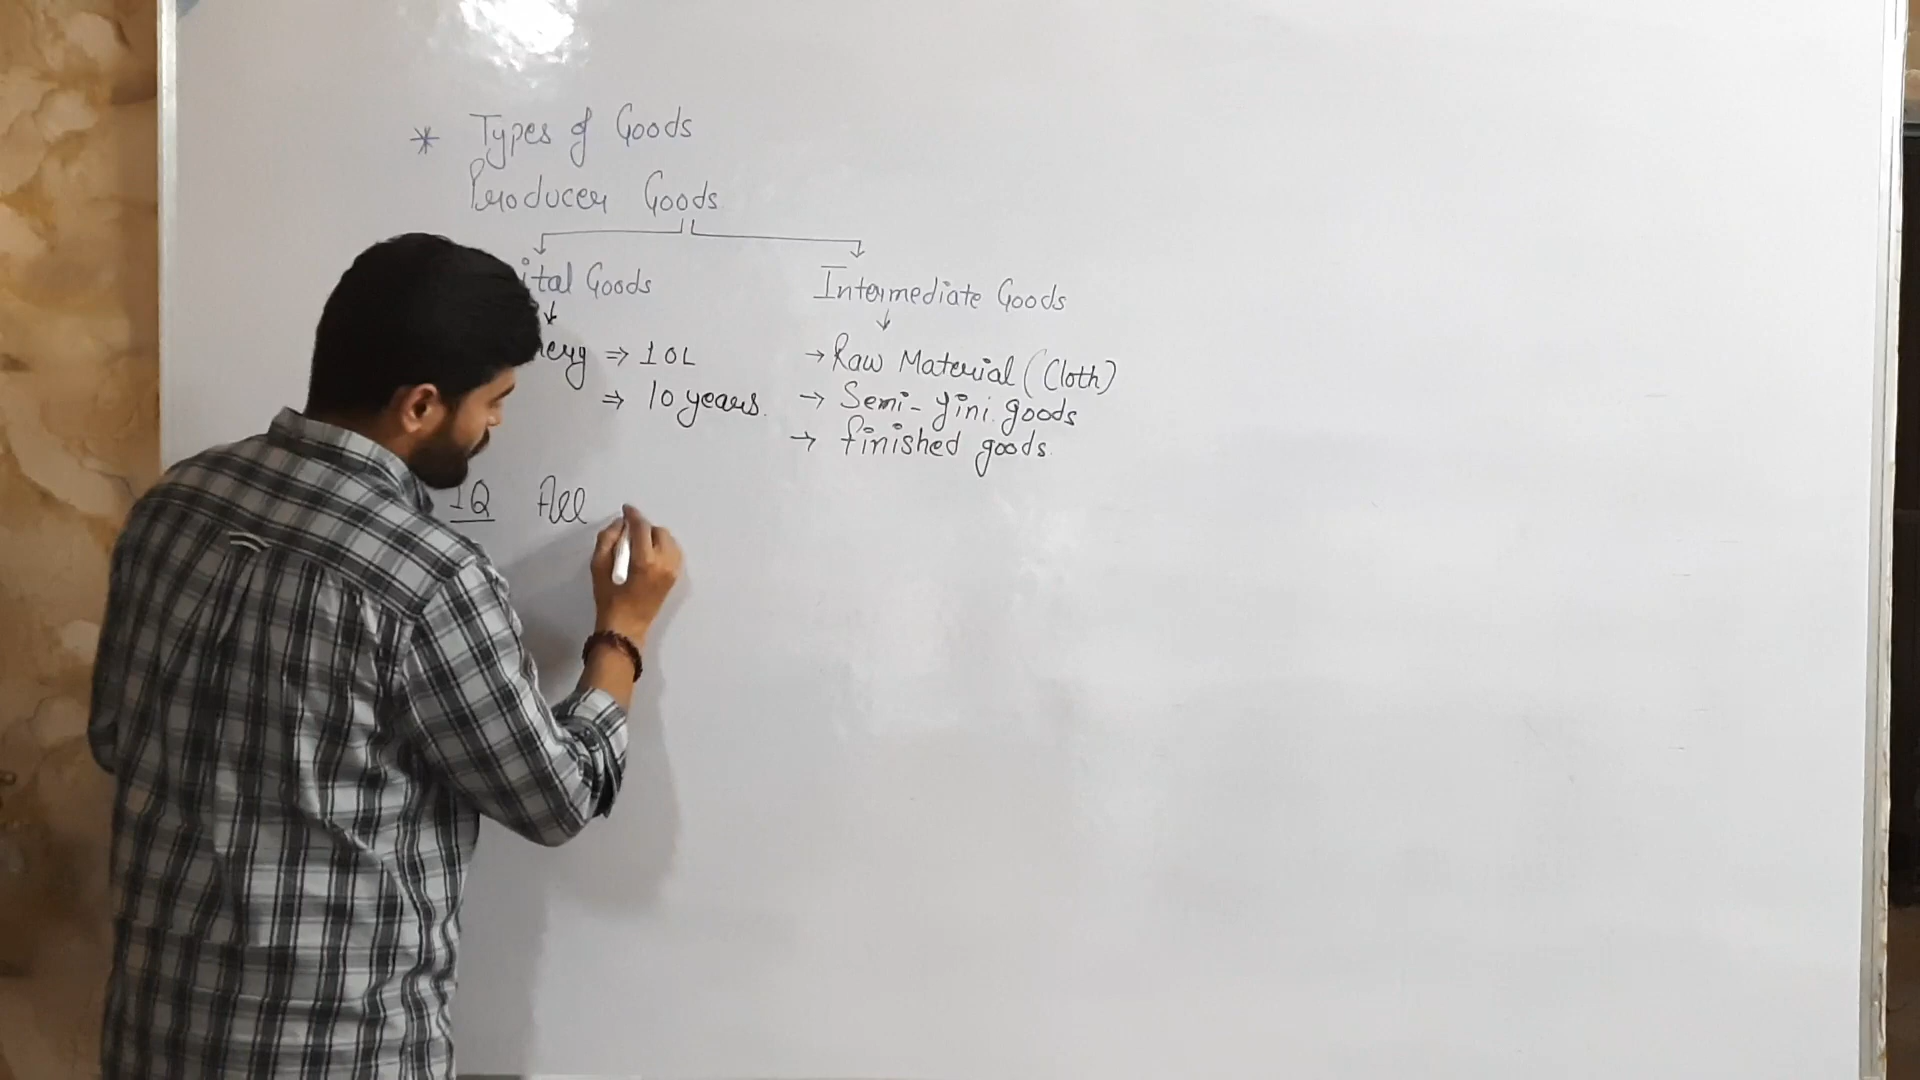 * Types of Goods
Producer Goods
ital Goods
Intermediate Goods
nery ⇒ 10L
⇒ 10 years.
→ Raw Material (Cloth)
→ Semi-fini. goods
→ finished goods.
Q All